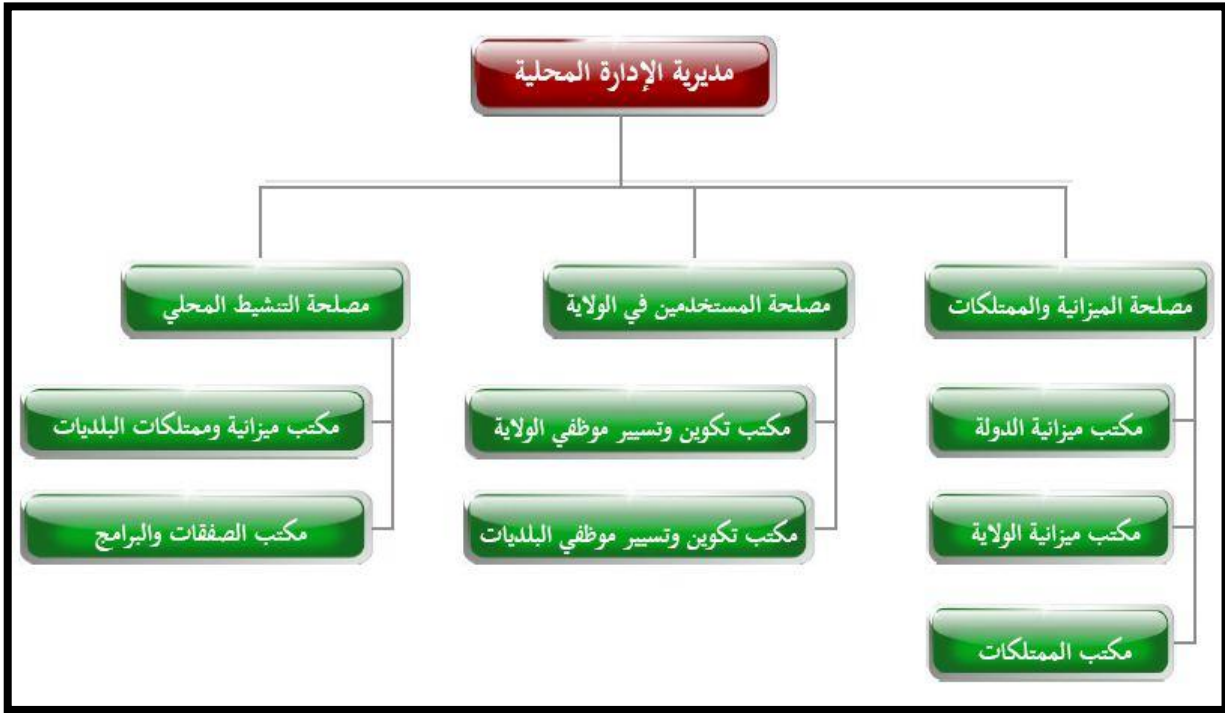 مديرية الإدارة المحلية
مصلحة الميزانية والممتلكات
مصلحة المستخدمين في الولاية
مصلحة التنشيط المحلي
مكتب ميزانية الدولة
مكتب تكوين وتسيير موظفي الولاية
مكتب ميزانية وممتلكات البلديات
مكتب ميزانية الولاية
مكتب تكوين وتسيير موظفي البلديات
مكتب الصفقات والبرامج
مكتب الممتلكات